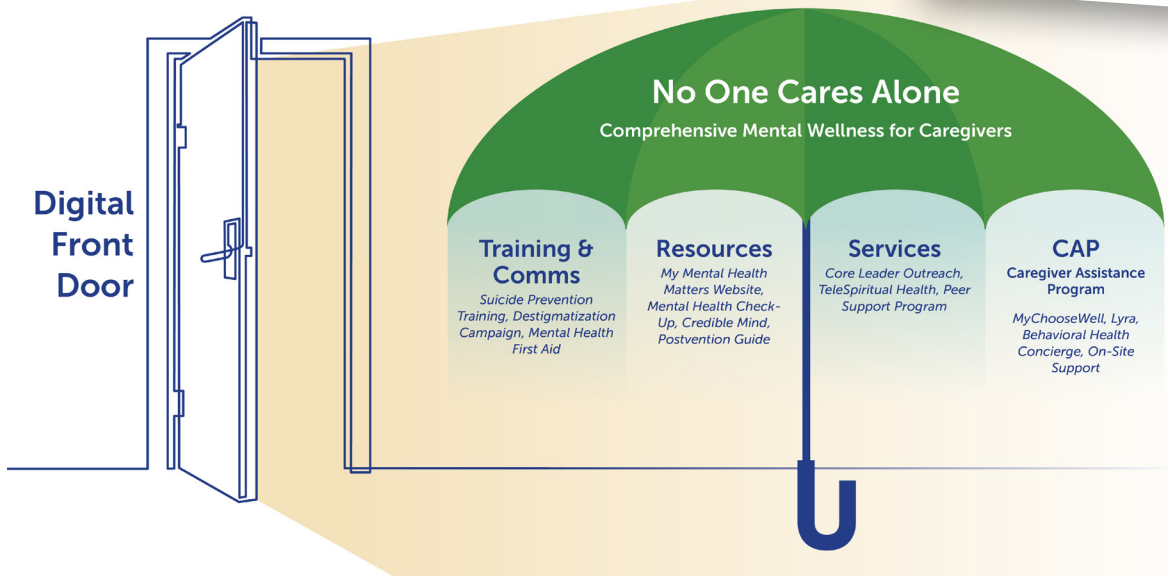 Digital
Front
Door
No One Cares Alone
Comprehensive Mental Wellness for Caregivers
Training &
Comms
Suicide Prevention
Training, Destigmatization
Campaign, Mental Health
First Aid
Resources
My Mental Health
Matters Website,
Mental Health Check-
Up, Credible Mind,
Postvention Guide
Services
Core Leader Outreach,
TeleSpiritual Health, Peer
Support Program
CAP
Caregiver Assistance
Program
MyChooseWell, Lyra,
Behavioral Health
Concierge, On-Site
Support